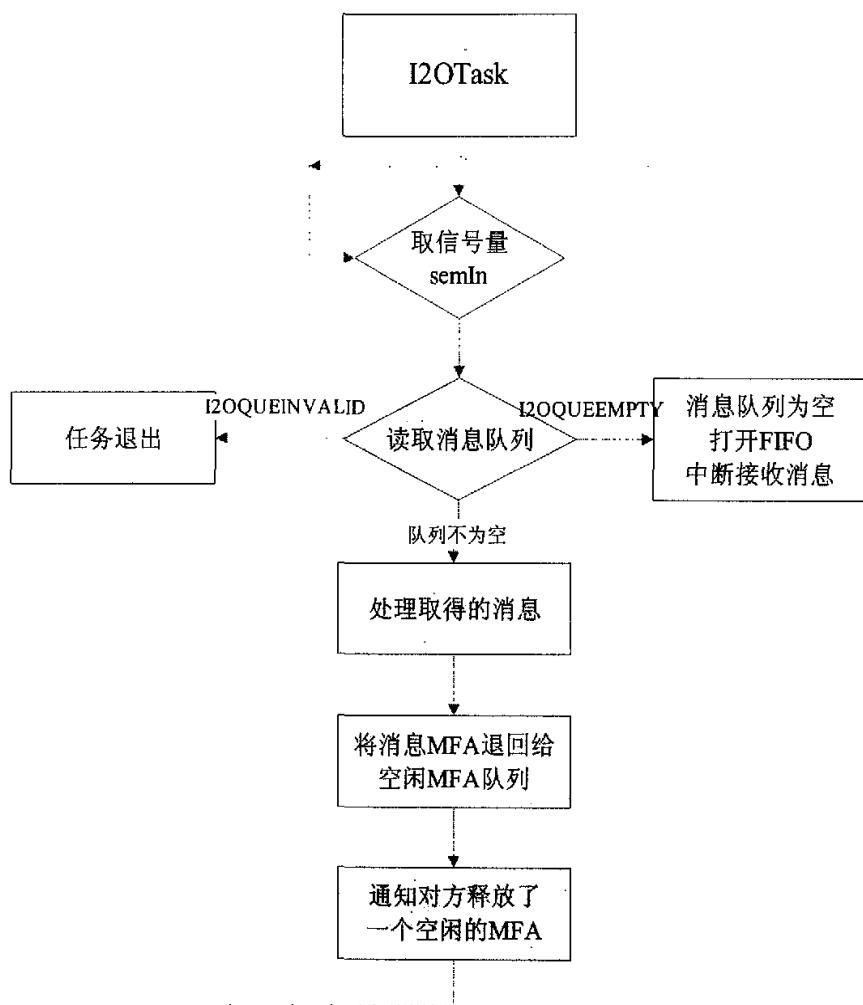 I2OTask
取信号量
semIn
I2OQUEINVALID
I2OQUEEMPTY
任务退出
读取消息队列
消息队列为空
打开FIFO
中断接收消息
队列不为空
处理取得的消息
将消息MFA退回给
空闲MFA队列
通知对方释放了
一个空闲的MFA